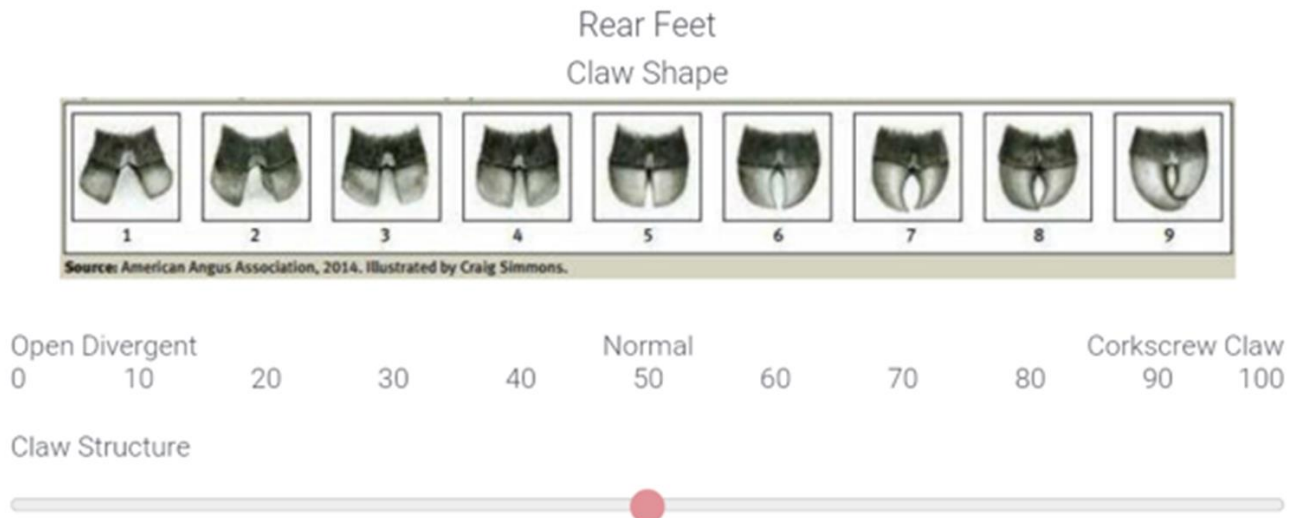 Rear Feet
Claw Shape
1 2 3 4 5 6 7 8 9
Source: American Angus Association, 2014. Illustrated by Craig Simmons.
Open Divergent Normal Corkscrew Claw
0 10 20 30 40 50 60 70 80 90 100
Claw Structure